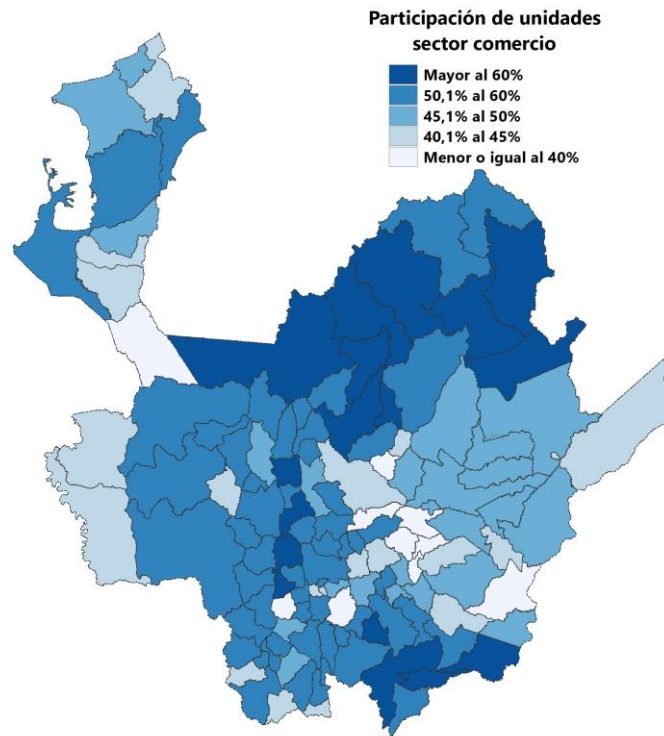 Participación de unidades
sector comercio
Mayor al 60%
50,1% al 60%
45,1% al 50%
40,1% al 45%
Menor o igual al 40%